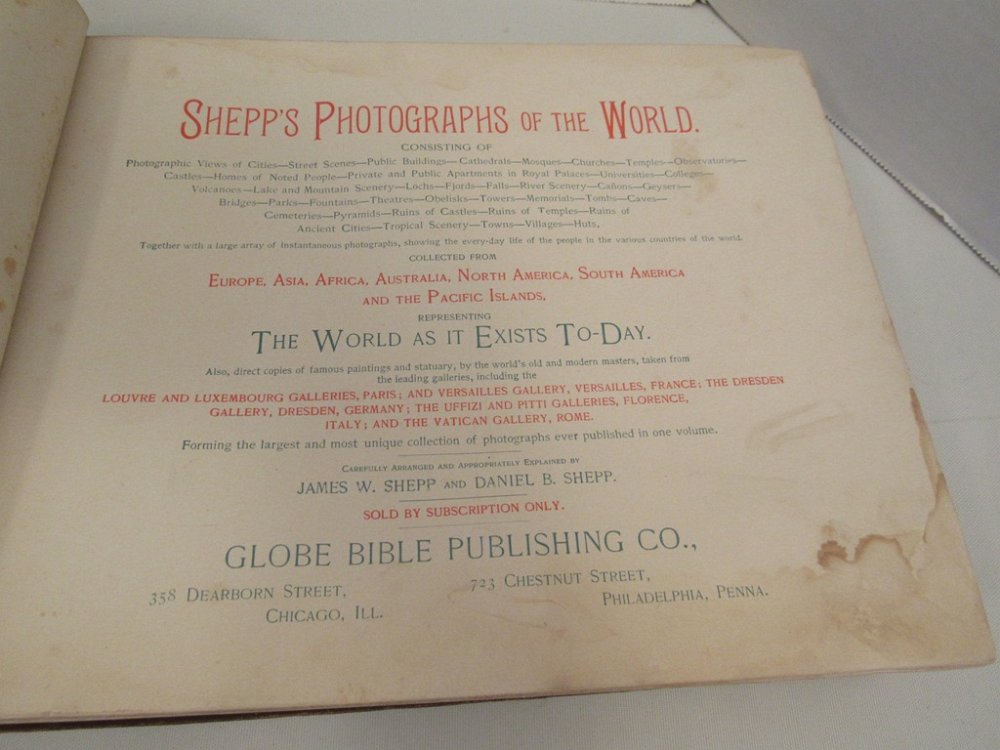 SHEPP'S PHOTOGRAPHS OF THE WORLD.
CONSISTING OF
Photographic Views of Cities—Street Scenes—Public Buildings—Cathedrals—Mosques—Churches—Temples—Observatories—
Castles—Homes of Noted People—Private and Public Apartments in Royal Palaces—Universities—Colleges—
Volcanoes—Lake and Mountain Scenery—Lochs—Fjords—Falls—River Scenery—Cañons—Geysers—
Bridges—Parks—Fountains—Theatres—Obelisks—Towers—Memorials—Tombs—Caves—
Cemeteries—Pyramids—Ruins of Castles—Ruins of Temples—Ruins of
Ancient Cities—Tropical Scenery—Towns—Villages—Huts,
Together with a large array of instantaneous photographs, showing the every-day life of the people in the various countries of the world.
COLLECTED FROM
EUROPE, ASIA, AFRICA, AUSTRALIA, NORTH AMERICA, SOUTH AMERICA
AND THE PACIFIC ISLANDS,
REPRESENTING
THE WORLD AS IT EXISTS TO-DAY.
Also, direct copies of famous paintings and statuary, by the world's old and modern masters, taken from
the leading galleries, including the
LOUVRE AND LUXEMBOURG GALLERIES, PARIS; AND VERSAILLES GALLERY, VERSAILLES, FRANCE; THE DRESDEN
GALLERY, DRESDEN, GERMANY; THE UFFIZI AND PITTI GALLERIES, FLORENCE,
ITALY; AND THE VATICAN GALLERY, ROME.
Forming the largest and most unique collection of photographs ever published in one volume.
CAREFULLY ARRANGED AND APPROPRIATELY EXPLAINED BY
JAMES W. SHEPP AND DANIEL B. SHEPP.
SOLD BY SUBSCRIPTION ONLY.
GLOBE BIBLE PUBLISHING CO.,
358 DEARBORN STREET, 723 CHESTNUT STREET,
CHICAGO, ILL. PHILADELPHIA, PENNA.